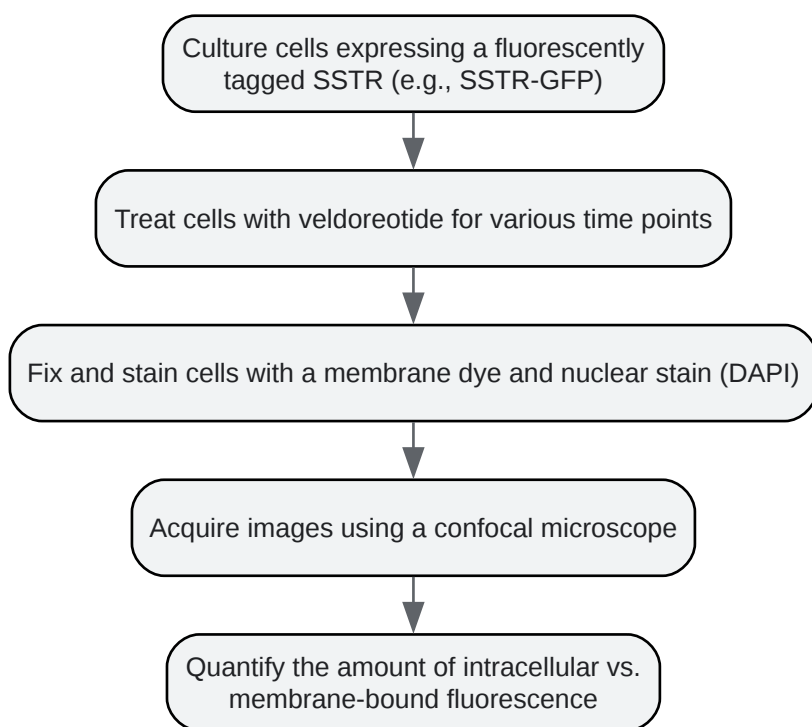 Culture cells expressing a fluorescently
tagged SSTR (e.g., SSTR-GFP)
Treat cells with veldoreotide for various time points
Fix and stain cells with a membrane dye and nuclear stain (DAPI)
Acquire images using a confocal microscope
Quantify the amount of intracellular vs.
membrane-bound fluorescence